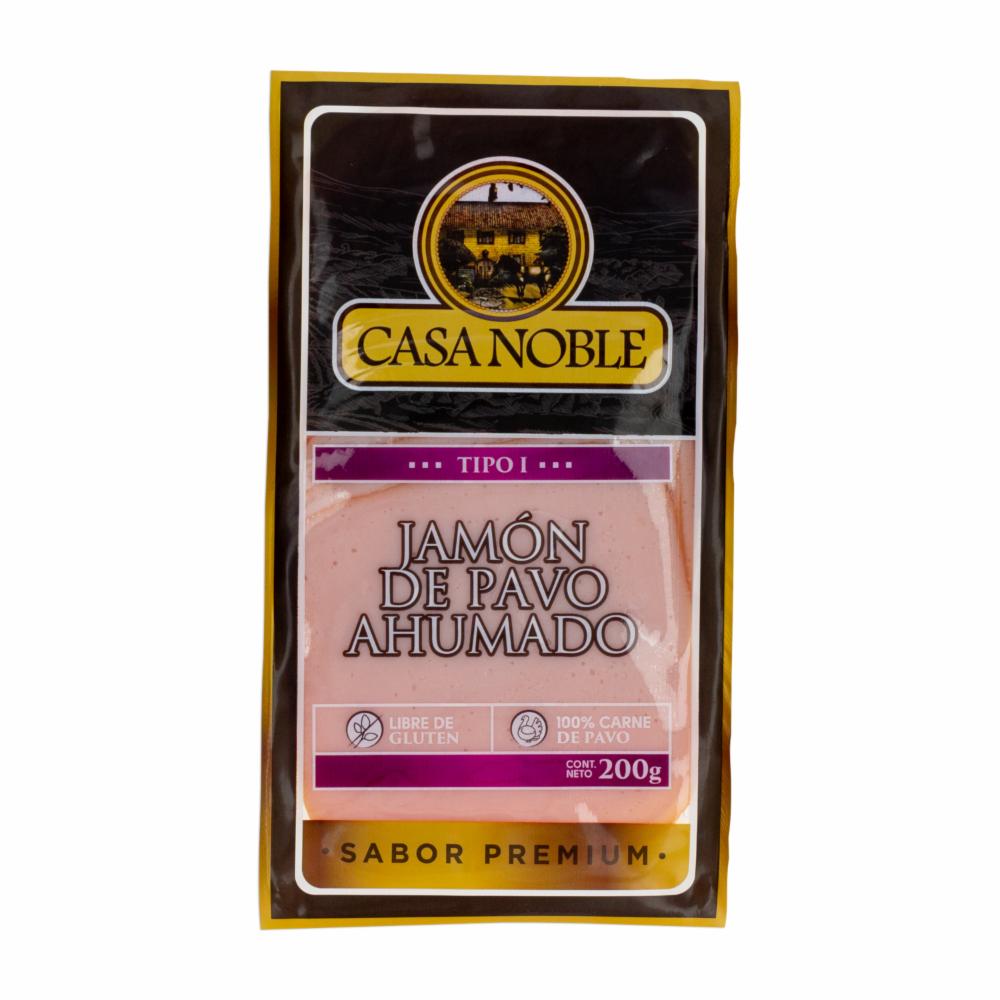 CASA NOBLE
TIPO I
JAMÓN
DE PAVO
AHUMADO
LIBRE DE
GLUTEN
100% CARNE
DE PAVO
CONT.
NETO 200g
SABOR PREMIUM